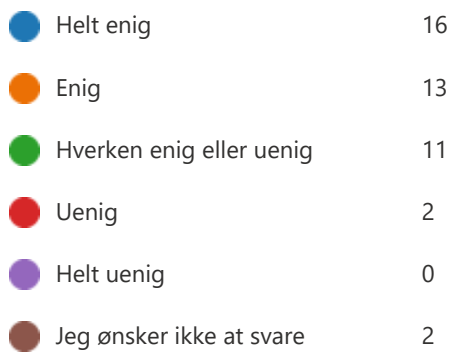 Helt enig 16
Enig 13
Hverken enig eller uenig 11
Uenig 2
Helt uenig 0
Jeg ønsker ikke at svare 2